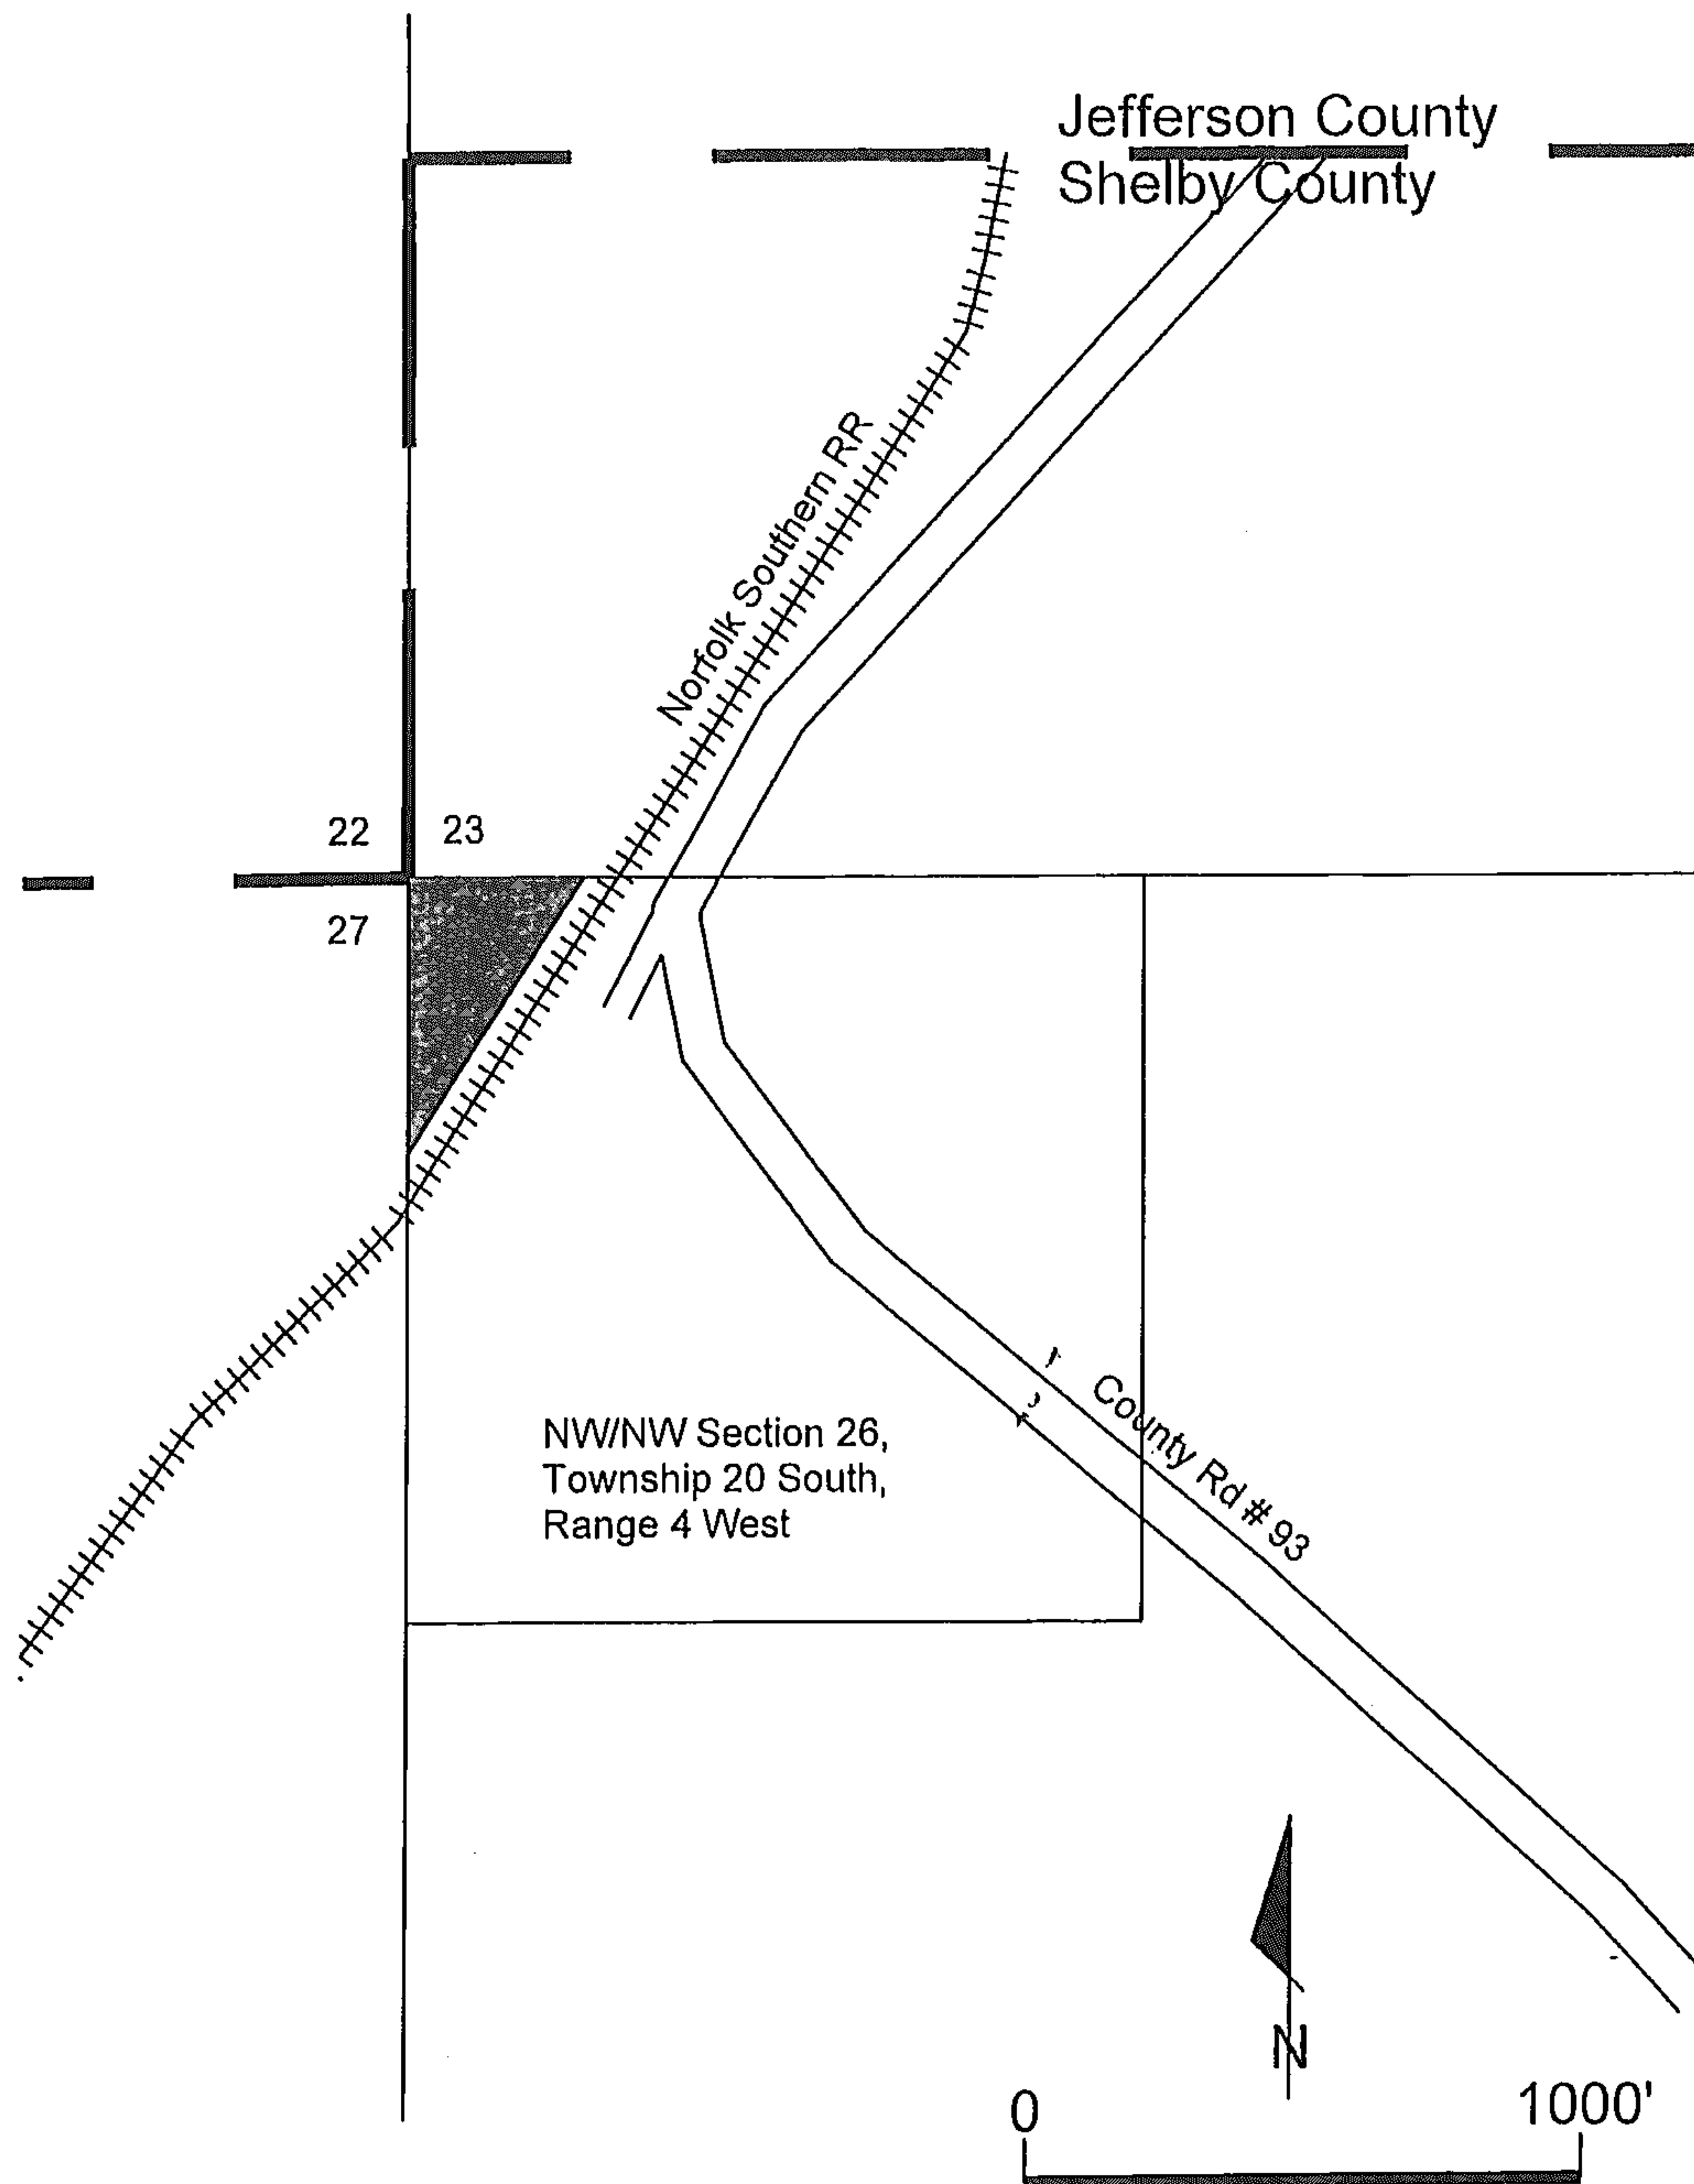 Jefferson County
Shelby County
Norfolk Southern RR
22
23
27
NW/NW Section 26,
Township 20 South,
Range 4 West
County Rd # 93
N
0
1000'